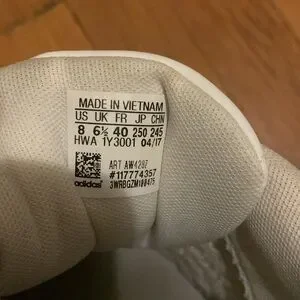 MADE IN VIETNAM
US UK FR JP CHN
8 6½ 40 250 245
HWA 1Y3001 04/17
ART AW4287
#117774357
adidas 3WRBGZM109475